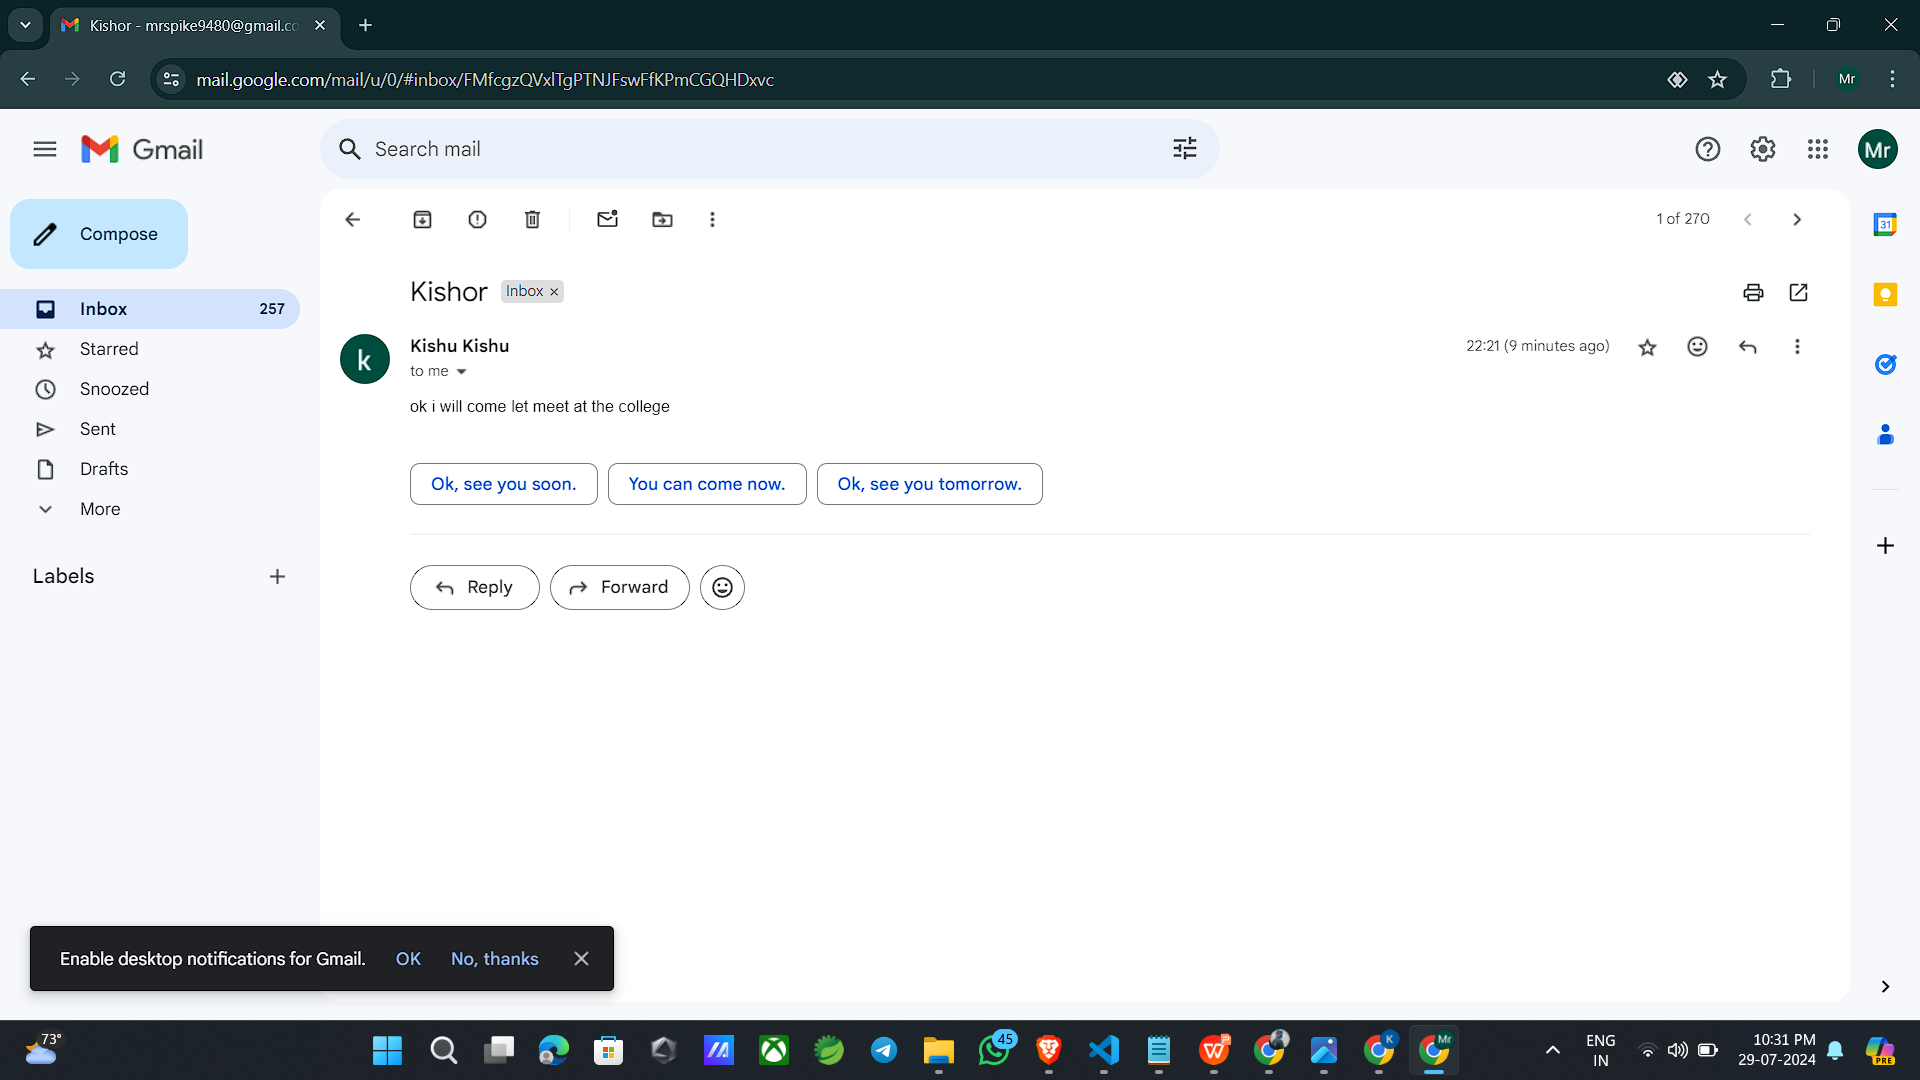 Kishor - mrspike9480@gmail.co
mail.google.com/mail/u/0/#inbox/FMfcgzQVxlTgPTNJFswFfKPmCGQHDxvc
Mr
Gmail
Search mail
Mr
Compose
1 of 270
31
Inbox 257
Starred
Snoozed
Sent
Drafts
More
Labels
Kishor Inbox ×
k
Kishu Kishu
22:21 (9 minutes ago)
to me
ok i will come let meet at the college
Ok, see you soon.
You can come now.
Ok, see you tomorrow.
Reply
Forward
Enable desktop notifications for Gmail. OK No, thanks
73°
45
K
Mr
ENG
IN
10:31 PM
29-07-2024
PRE